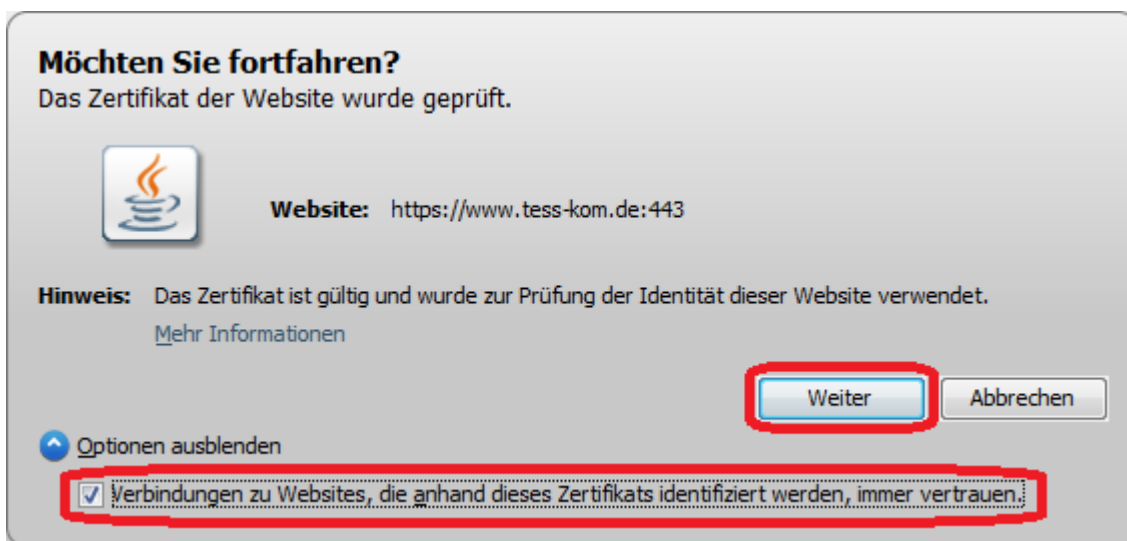 Möchten Sie fortfahren?
Das Zertifikat der Website wurde geprüft.
Website: https://www.tess-kom.de:443
Hinweis: Das Zertifikat ist gültig und wurde zur Prüfung der Identität dieser Website verwendet.
Mehr Informationen
Weiter Abbrechen
Optionen ausblenden
Verbindungen zu Websites, die anhand dieses Zertifikats identifiziert werden, immer vertrauen.